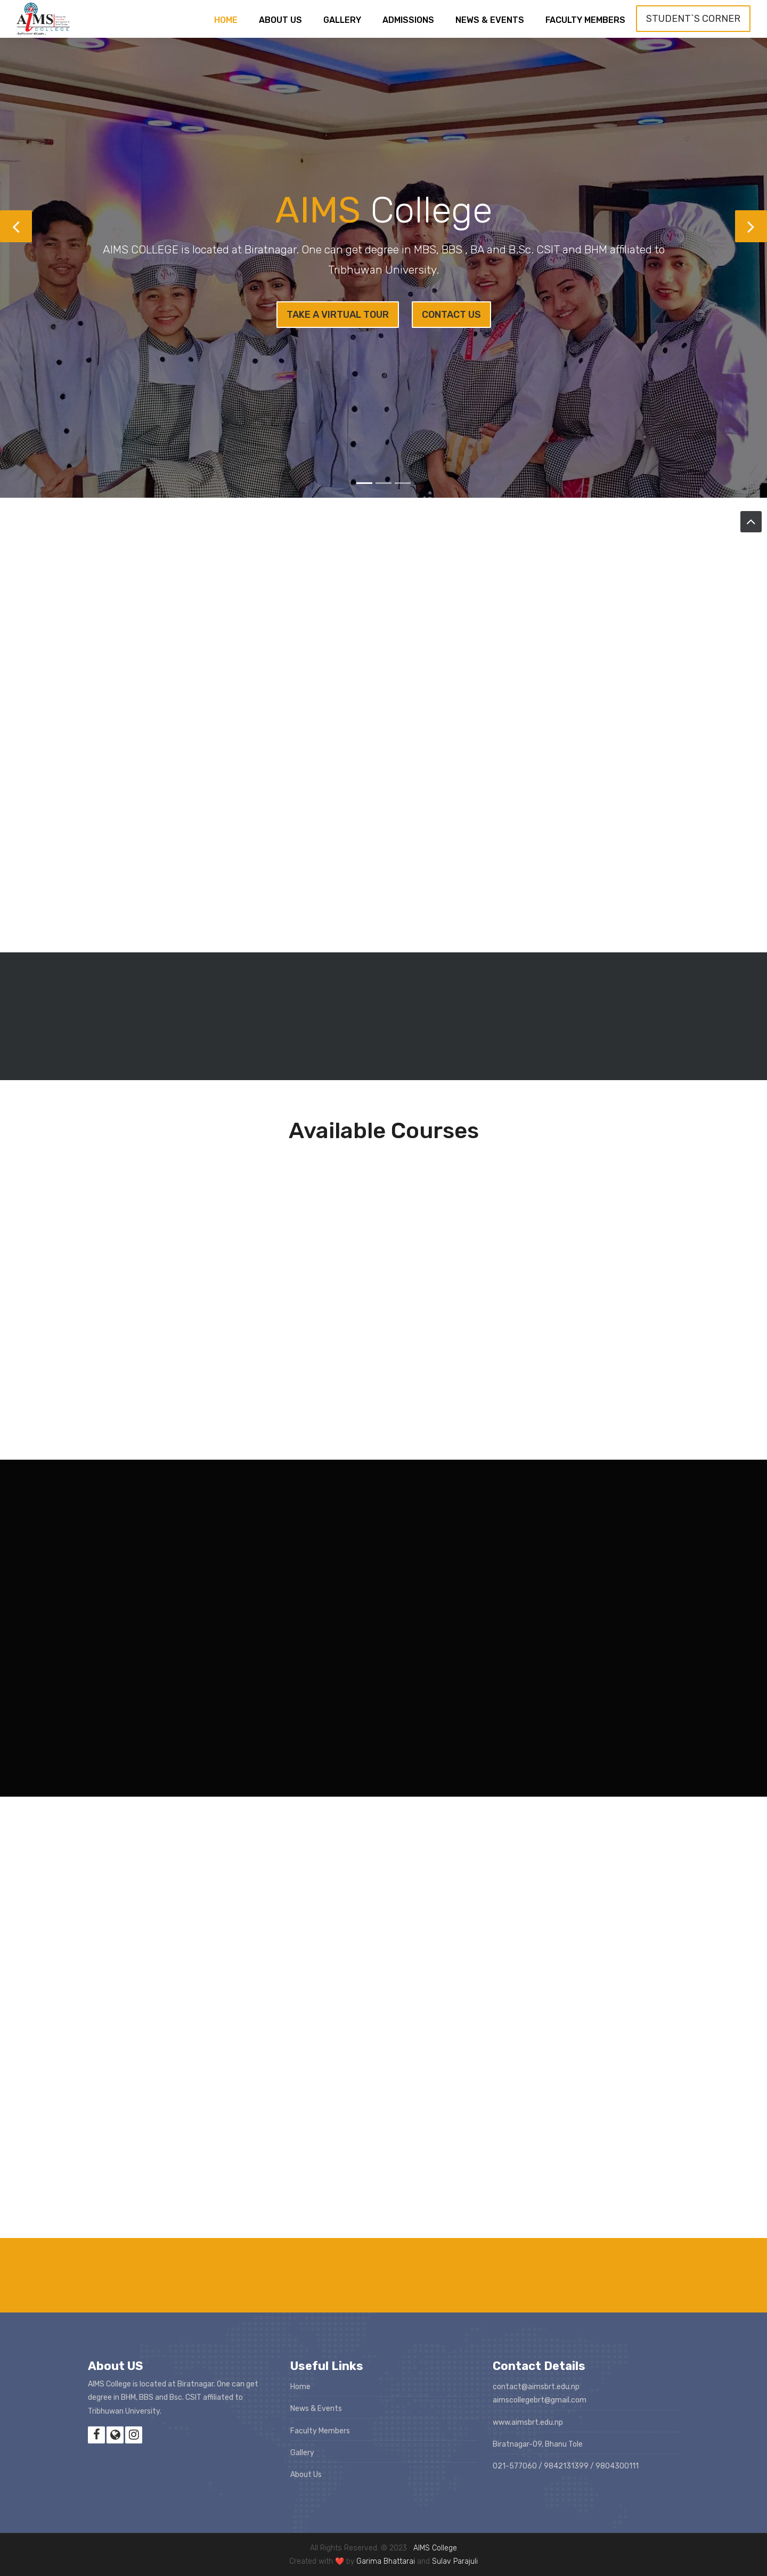 AIMS
COLLEGE
HOME ABOUT US GALLERY ADMISSIONS NEWS & EVENTS FACULTY MEMBERS STUDENT`S CORNER
AIMS College
AIMS COLLEGE is located at Biratnagar. One can get degree in MBS, BBS , BA and B.Sc. CSIT and BHM affiliated to
Tribhuwan University.
TAKE A VIRTUAL TOUR CONTACT US
Available Courses
About US
AIMS College is located at Biratnagar. One can get
degree in BHM, BBS and Bsc. CSIT affiliated to
Tribhuwan University.
Useful Links
Home
News & Events
Faculty Members
Gallery
About Us
Contact Details
contact@aimsbrt.edu.np
aimscollegebrt@gmail.com
www.aimsbrt.edu.np
Biratnagar-09, Bhanu Tole
021-577060 / 9842131399 / 9804300111
All Rights Reserved. © 2023 AIMS College
Created with ❤️ by Garima Bhattarai and Sulav Parajuli